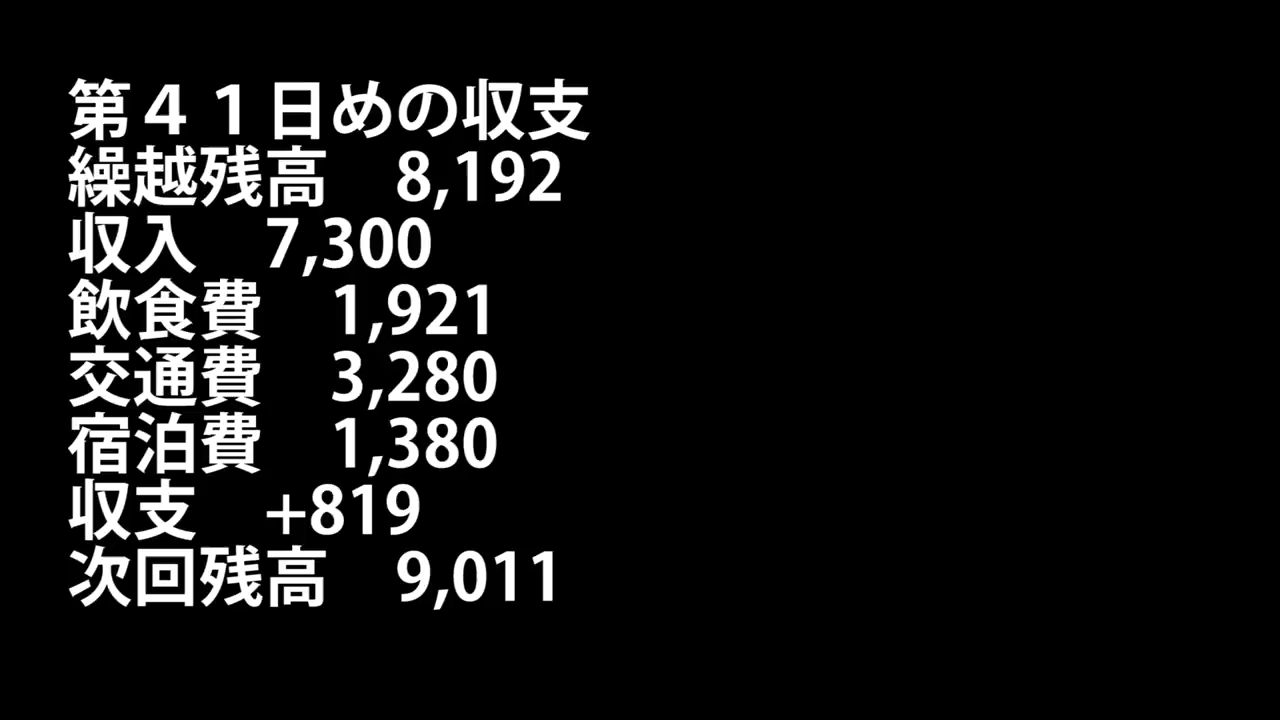 第４１日めの収支
繰越残高　8,192
収入　7,300
飲食費　1,921
交通費　3,280
宿泊費　1,380
収支　+819
次回残高　9,011